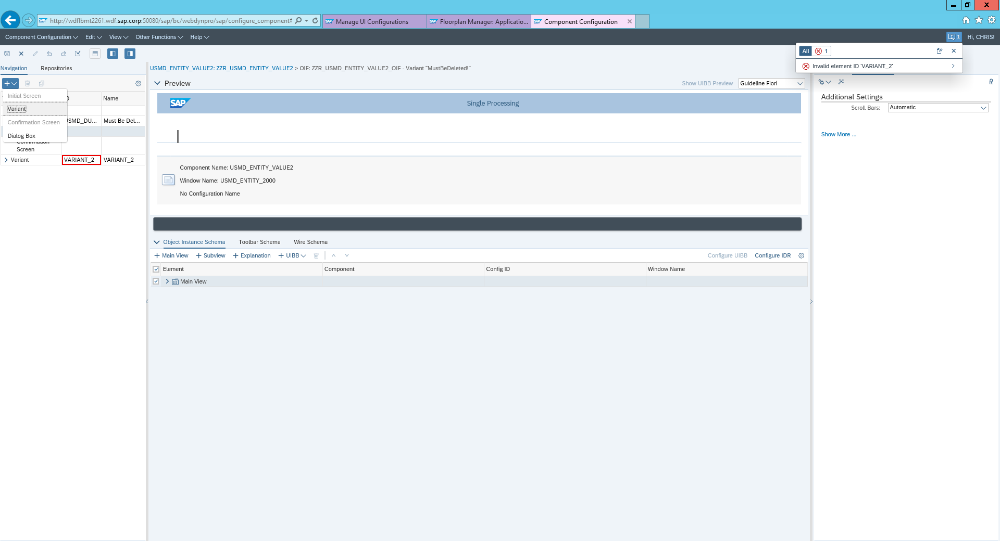 http://wdflbmt2261.wdf.sap.corp:50080/sap/bc/webdynpro/sap/configure_component#
SAP Manage UI Configurations
SAP Floorplan Manager: Applicatio...
SAP Component Configuration
Component Configuration Edit View Other Functions Help
1 Hi, CHRIS!
All 1
Invalid element ID 'VARIANT_2'
Navigation Repositories
USMD_ENTITY_VALUE2: ZZR_USMD_ENTITY_VALUE2 > OIF: ZZR_USMD_ENTITY_VALUE2_OIF - Variant "MustBeDeleted!"
Preview
Show UIBB Preview Guideline Fiori
Initial Screen
Variant
Confirmation Screen
Dialog Box
Name
Must Be Del...
Screen
Variant VARIANT_2 VARIANT_2
SAP Single Processing
Component Name: USMD_ENTITY_VALUE2
Window Name: USMD_ENTITY_2000
No Configuration Name
Object Instance Schema Toolbar Schema Wire Schema
Main View Subview Explanation UIBB
Configure UIBB Configure IDR
Element Component Config ID Window Name
Main View
Additional Settings
Scroll Bars: Automatic
Show More ...